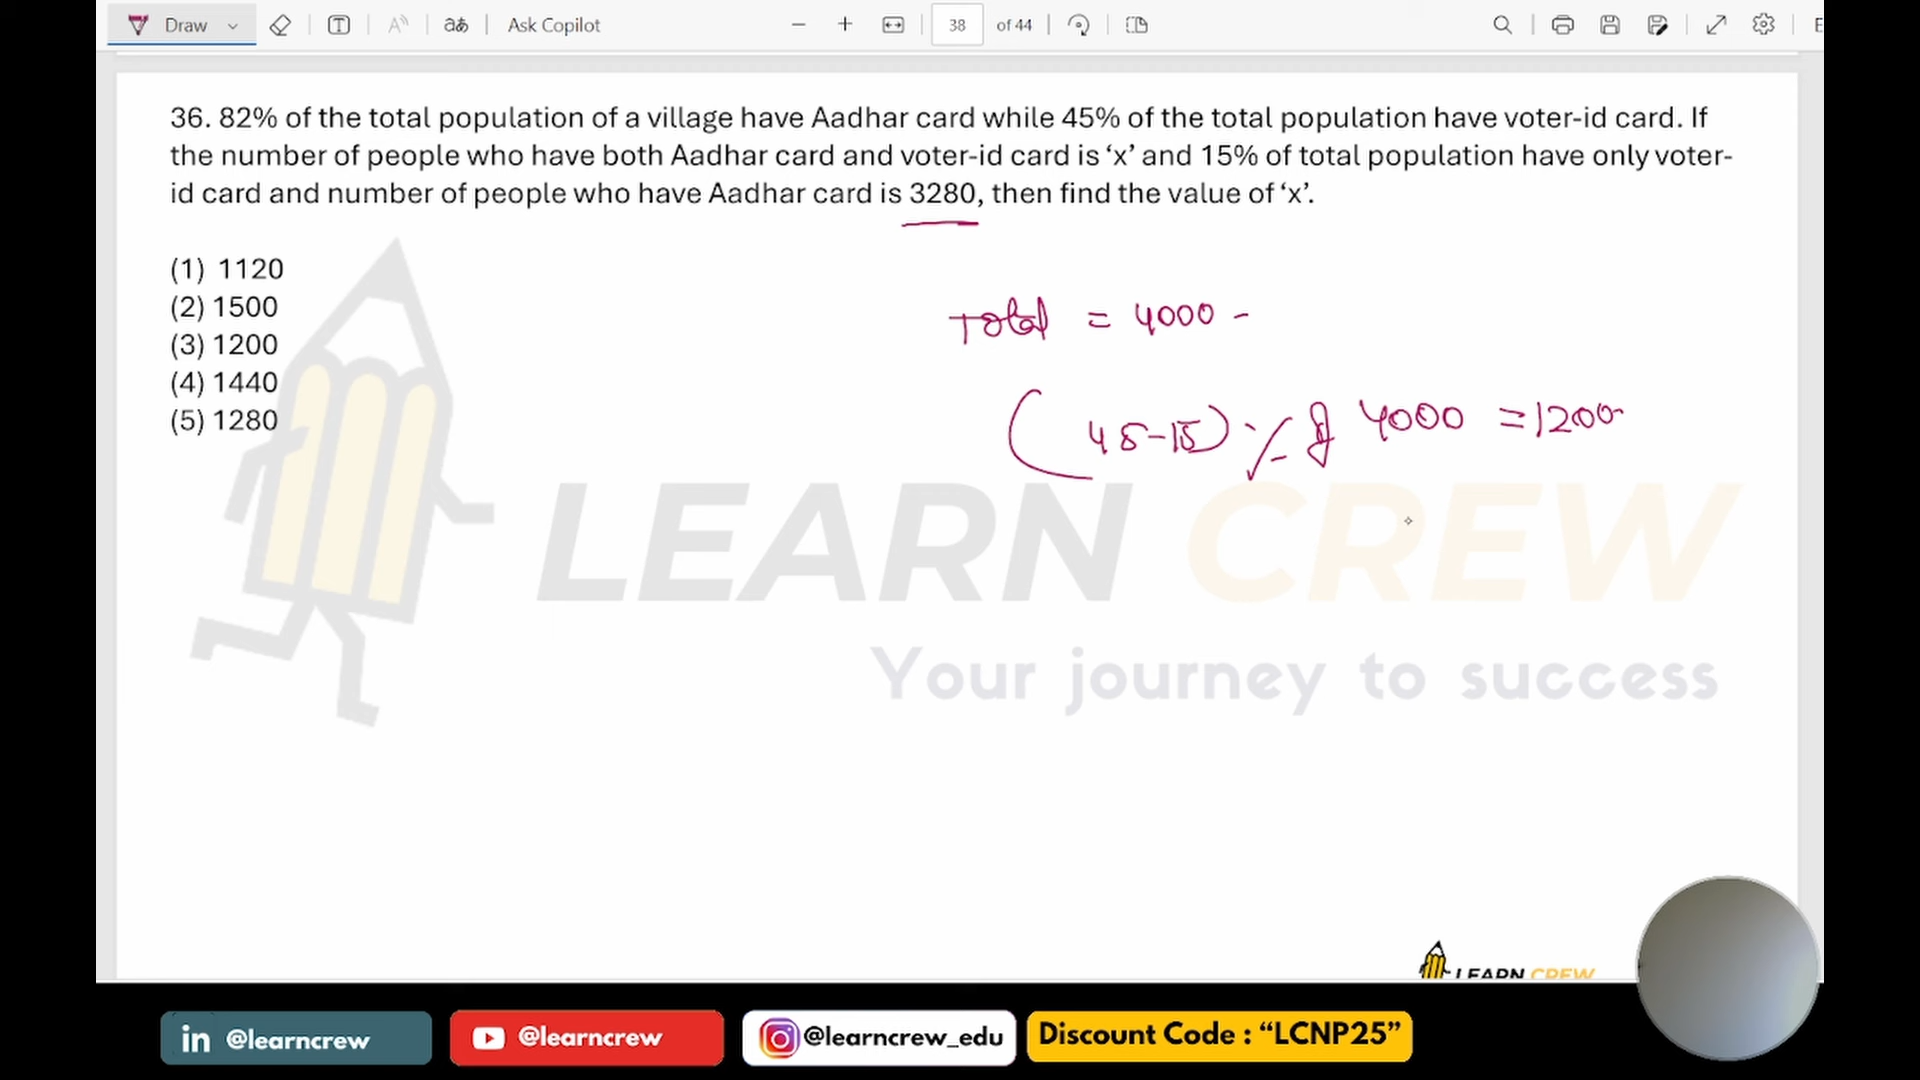 Draw
Ask Copilot
38 of 44
36. 82% of the total population of a village have Aadhar card while 45% of the total population have voter-id card. If
the number of people who have both Aadhar card and voter-id card is ‘x’ and 15% of total population have only voter-
id card and number of people who have Aadhar card is 3280, then find the value of ‘x’.
(1) 1120
(2) 1500
(3) 1200
(4) 1440
(5) 1280
Total = 4000 -
(45-15) % of 4000 = 1200
LEARN CREW
Your journey to success
LEARN CREW
in @learncrew
@learncrew
@learncrew_edu
Discount Code : “LCNP25”